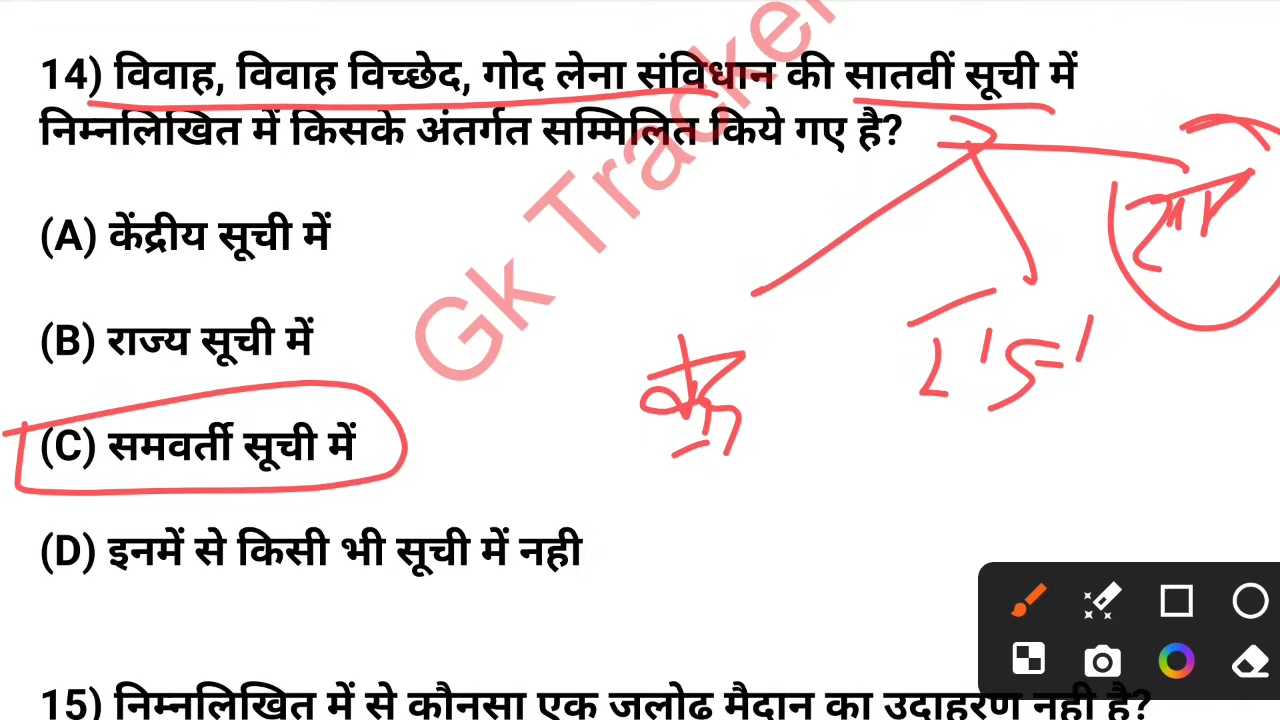 14) विवाह, विवाह विच्छेद, गोद लेना संविधान की सातवीं सूची में
निम्नलिखित में किसके अंतर्गत सम्मिलित किये गए है?
(A) केंद्रीय सूची में
(B) राज्य सूची में
(C) समवर्ती सूची में
(D) इनमें से किसी भी सूची में नही
15) निम्नलिखित में से कौनसा एक जलोढ़ मैदान का उदाहरण नही है?
Gk Tracker